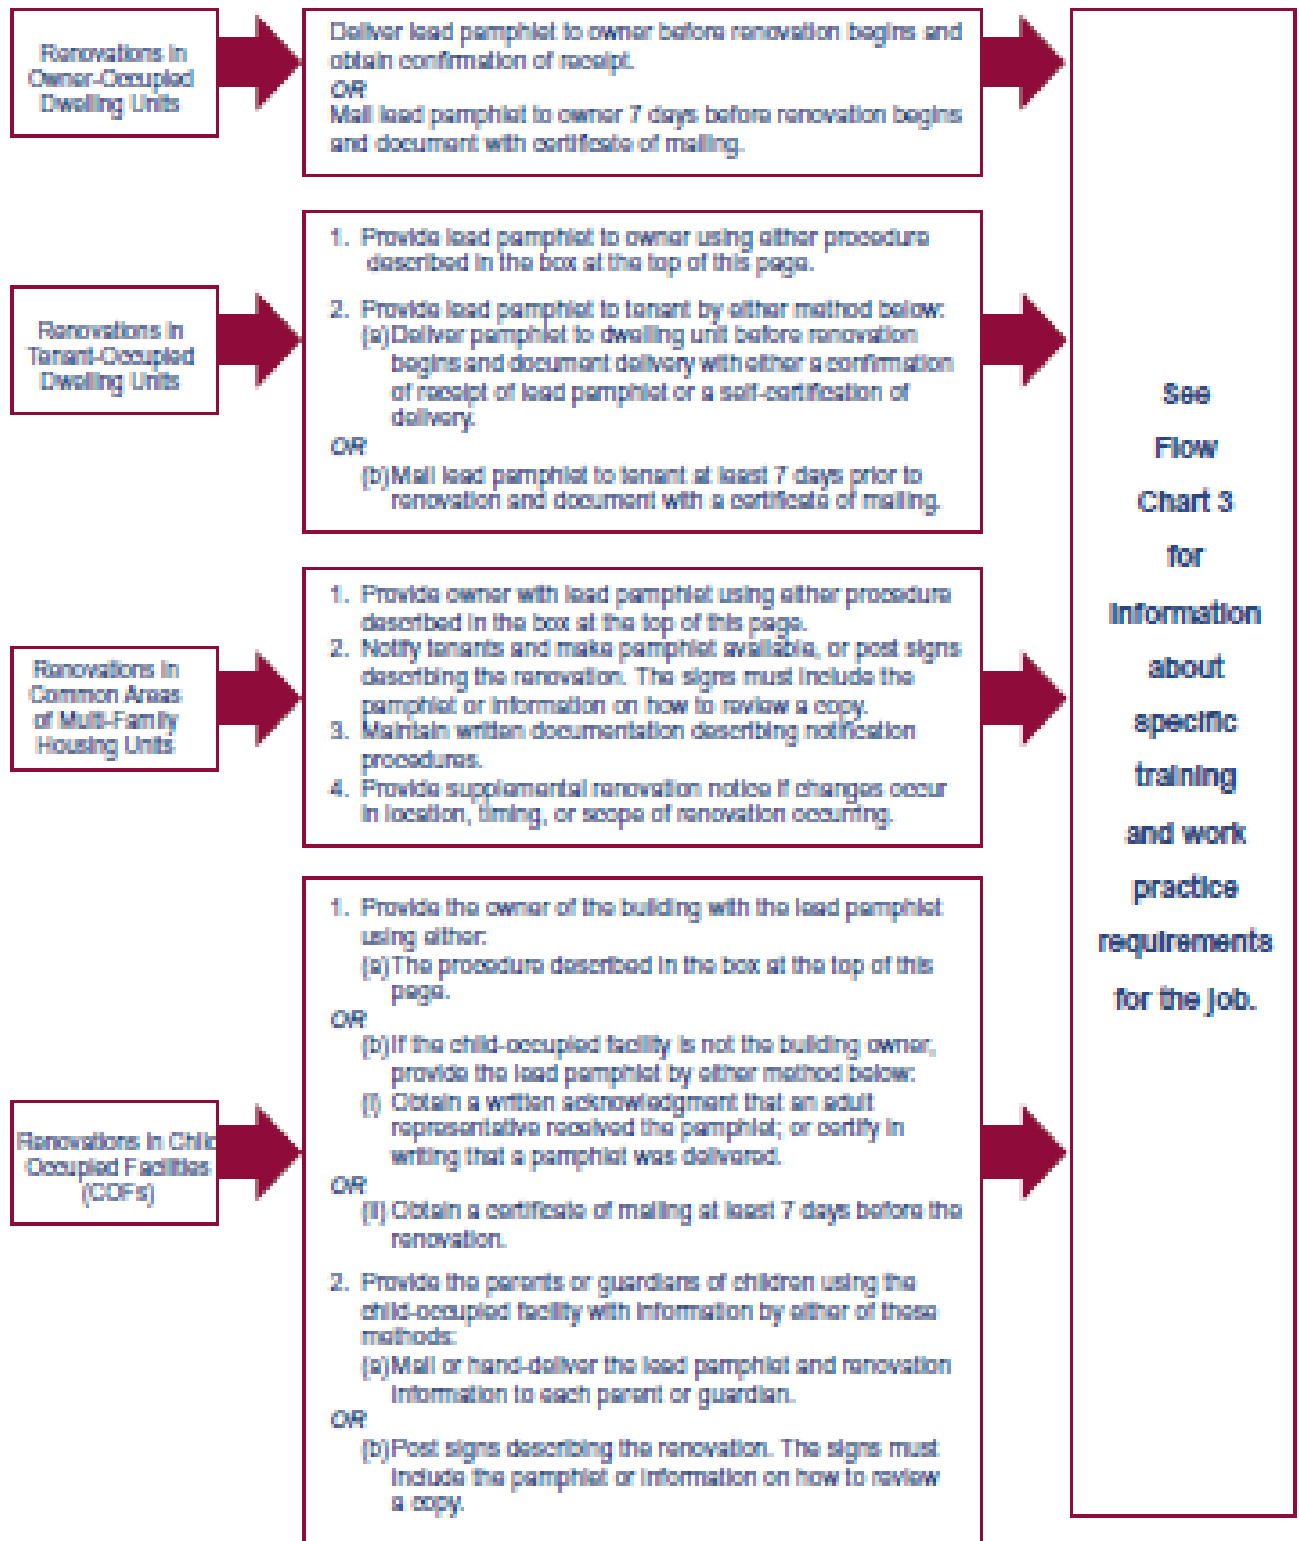 Renovations in
Owner-Occupied
Dwelling Units
Deliver lead pamphlet to owner before renovation begins and
obtain confirmation of receipt.
OR
Mail lead pamphlet to owner 7 days before renovation begins
and document with certificate of mailing.
Renovations in
Tenant-Occupied
Dwelling Units
1. Provide lead pamphlet to owner using either procedure
described in the box at the top of this page.
2. Provide lead pamphlet to tenant by either method below:
(a) Deliver pamphlet to dwelling unit before renovation
begins and document delivery with either a confirmation
of receipt of lead pamphlet or a self-certification of
delivery.
OR
(b) Mail lead pamphlet to tenant at least 7 days prior to
renovation and document with a certificate of mailing.
Renovations in
Common Areas
of Multi-Family
Housing Units
1. Provide owner with lead pamphlet using either procedure
described in the box at the top of this page.
2. Notify tenants and make pamphlet available, or post signs
describing the renovation. The signs must include the
pamphlet or information on how to review a copy.
3. Maintain written documentation describing notification
procedures.
4. Provide supplemental renovation notice if changes occur
in location, timing, or scope of renovation occurring.
Renovations in Child
Occupied Facilities
(COFs)
1. Provide the owner of the building with the lead pamphlet
using either:
(a) The procedure described in the box at the top of this
page.
OR
(b) If the child-occupied facility is not the building owner,
provide the lead pamphlet by either method below:
(i) Obtain a written acknowledgment that an adult
representative received the pamphlet; or certify in
writing that a pamphlet was delivered.
OR
(ii) Obtain a certificate of mailing at least 7 days before the
renovation.
2. Provide the parents or guardians of children using the
child-occupied facility with information by either of these
methods:
(a) Mail or hand-deliver the lead pamphlet and renovation
information to each parent or guardian.
OR
(b) Post signs describing the renovation. The signs must
include the pamphlet or information on how to review
a copy.
See
Flow
Chart 3
for
information
about
specific
training
and work
practice
requirements
for the job.